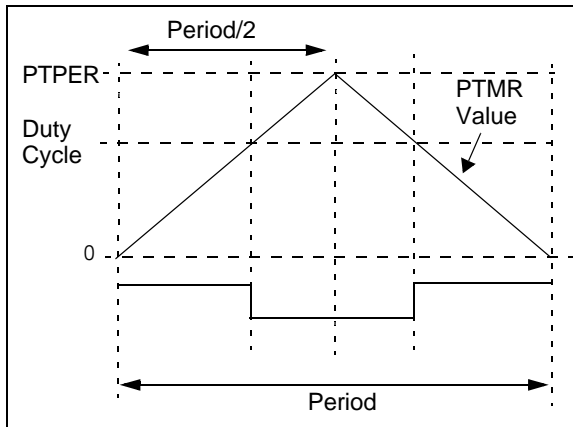 Period/2
PTPER
PTMR
Value
Duty
Cycle
0
Period